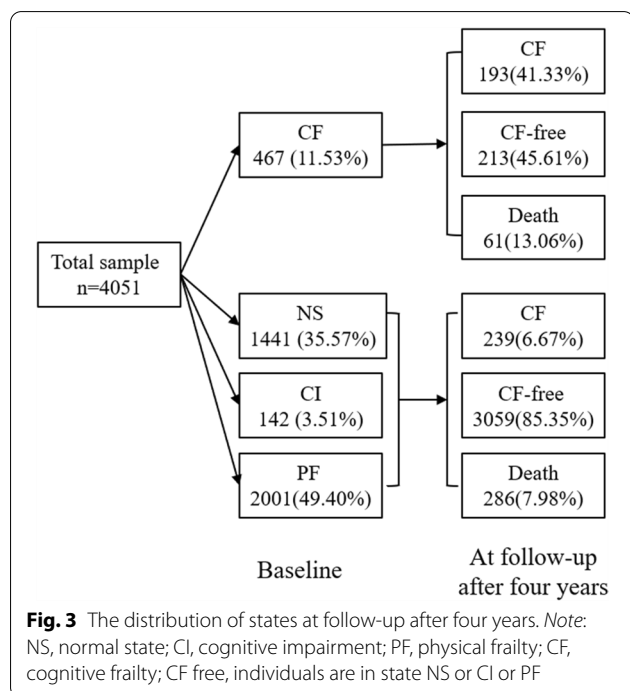 CF
193(41.33%)
CF
467 (11.53%)
CF-free
213(45.61%)
Death
61(13.06%)
Total sample
n=4051
NS
1441 (35.57%)
CI
142 (3.51%)
PF
2001(49.40%)
CF
239(6.67%)
CF-free
3059(85.35%)
Death
286(7.98%)
Baseline
At follow-up
after four years
Fig. 3 The distribution of states at follow-up after four years. Note:
NS, normal state; CI, cognitive impairment; PF, physical frailty; CF,
cognitive frailty; CF free, individuals are in state NS or CI or PF